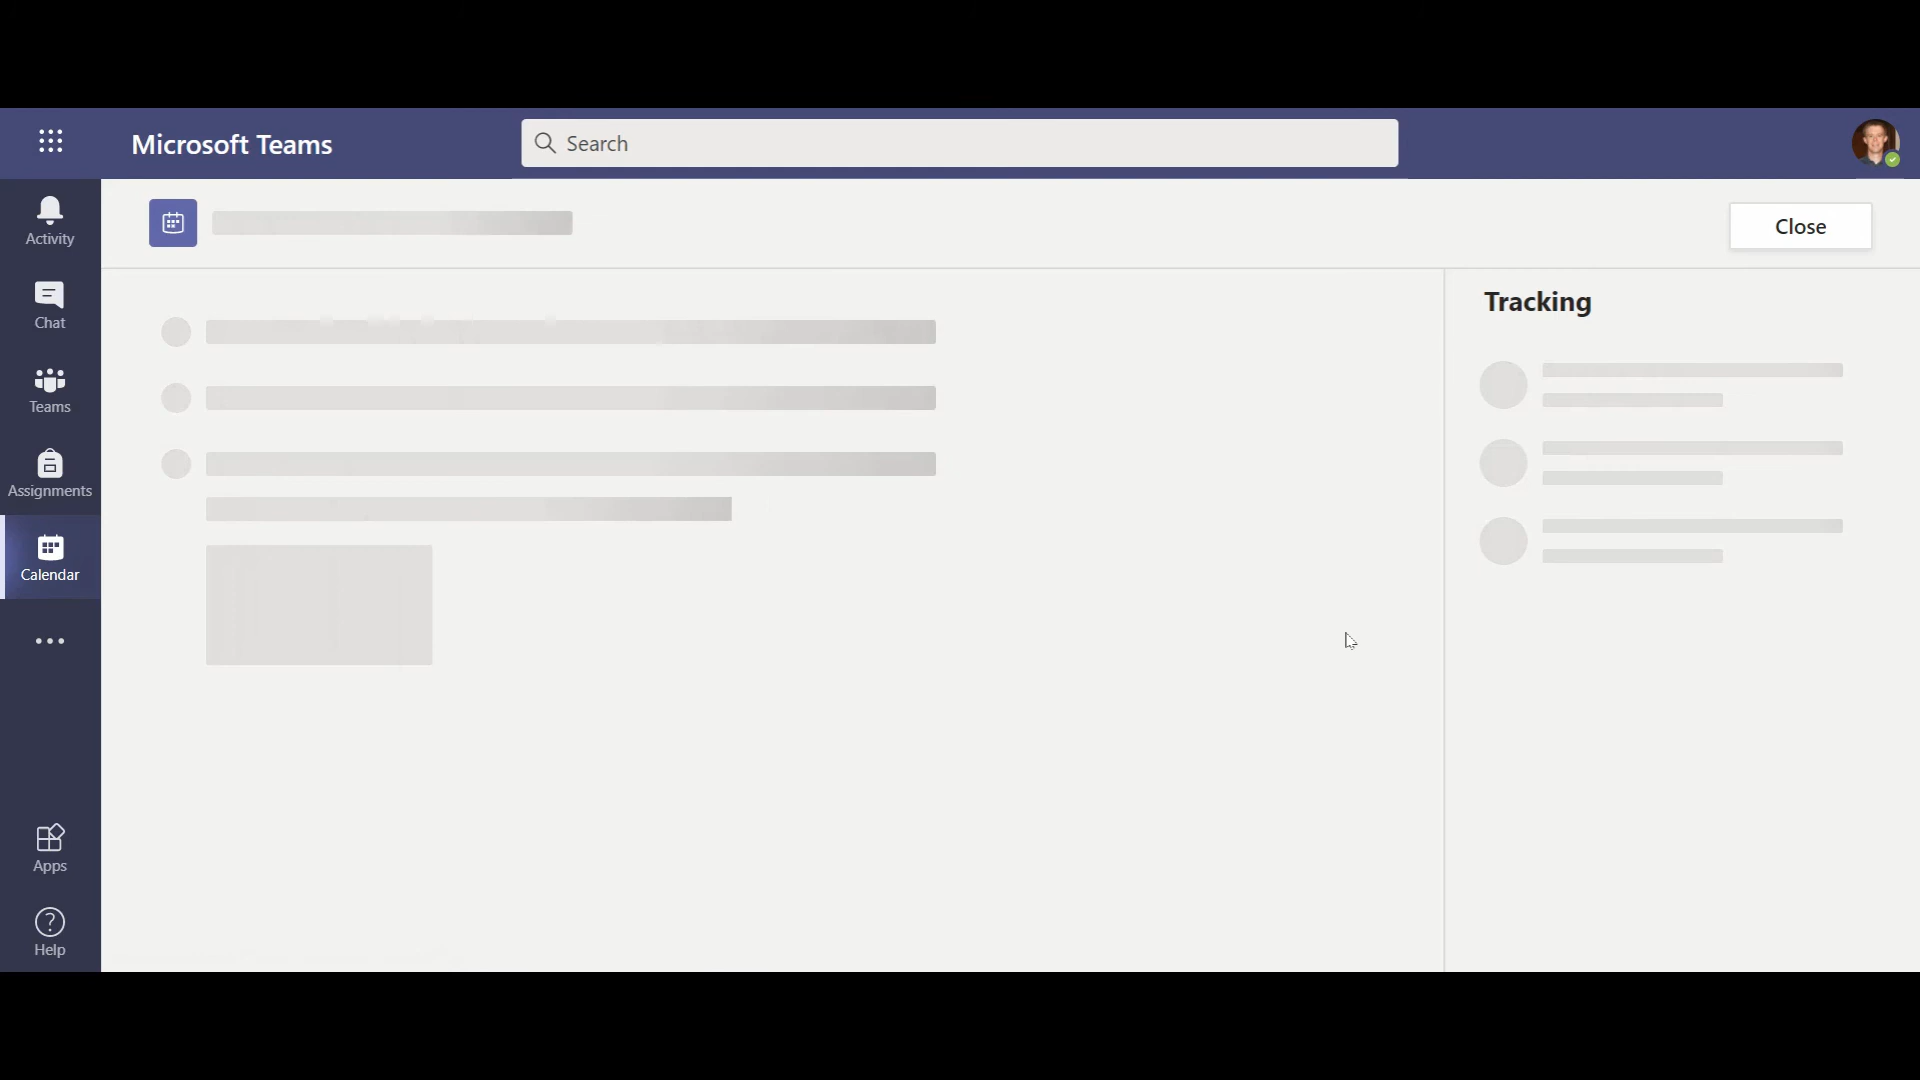 Microsoft Teams
Search
Activity
Chat
Teams
Assignments
Calendar
Apps
Help
Close
Tracking